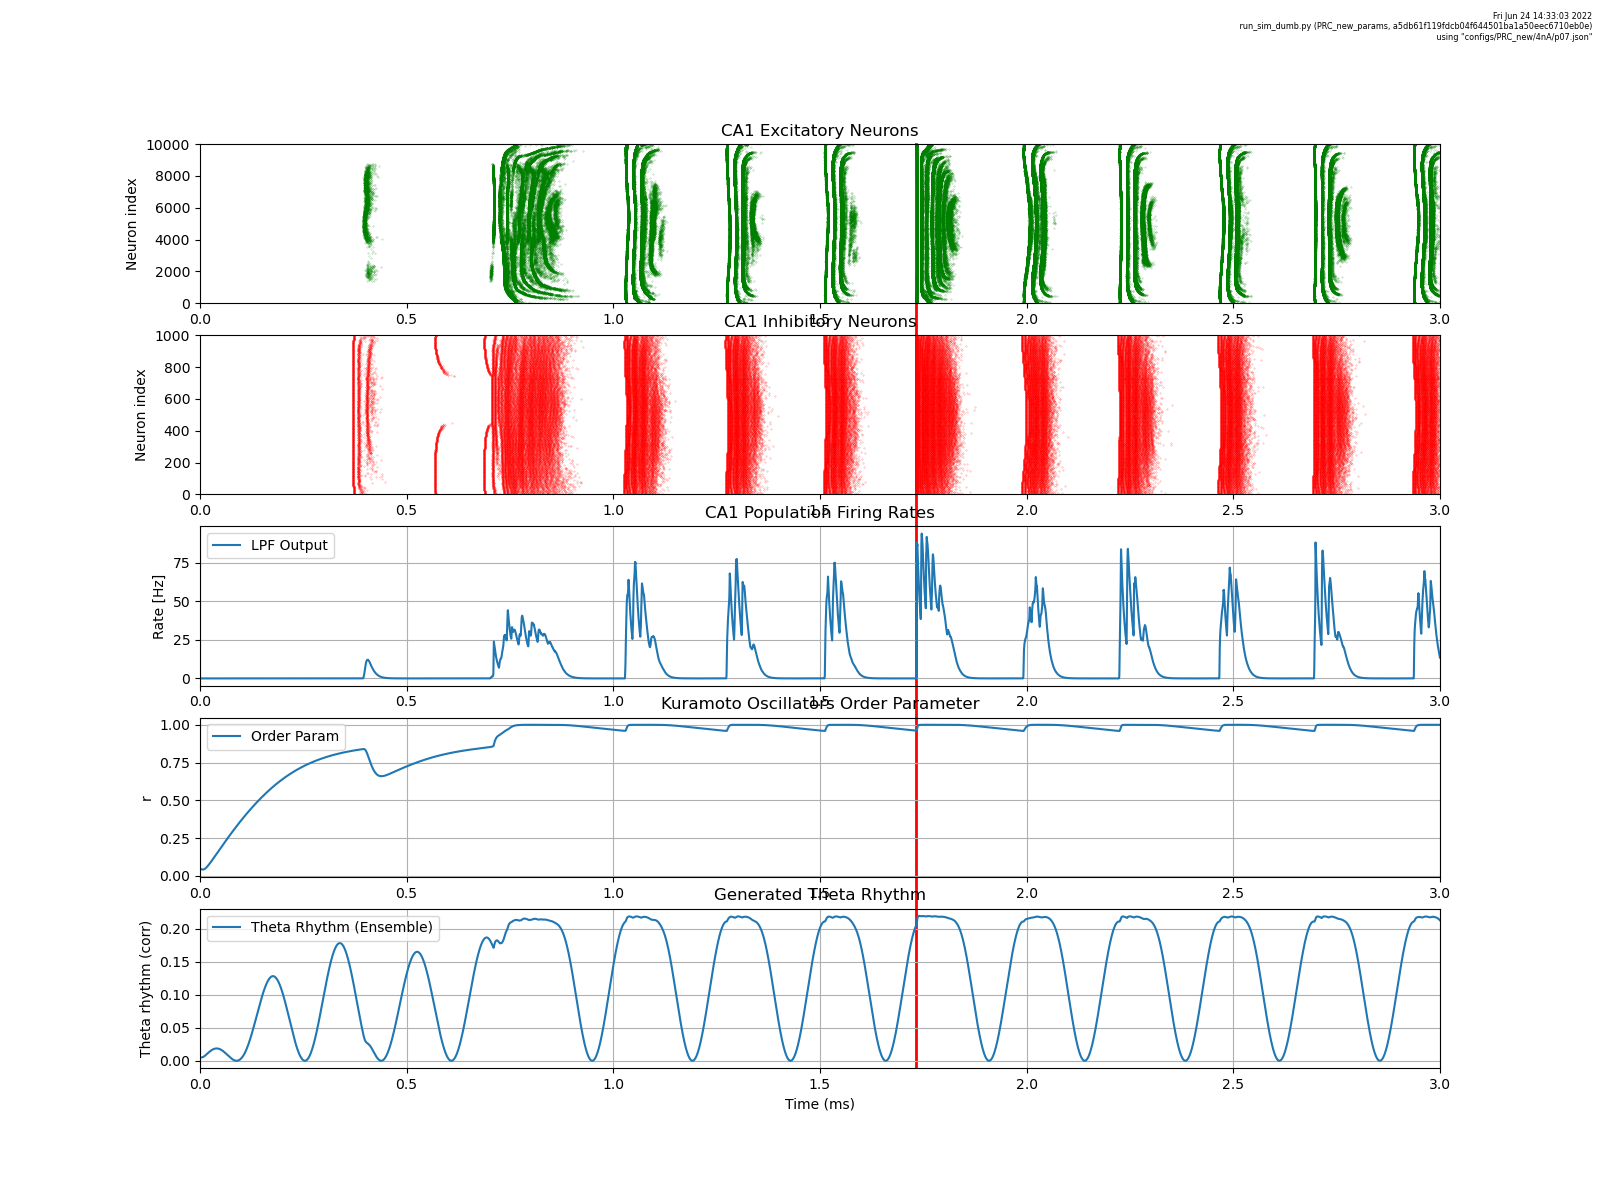 Fri Jun 24 14:33:03 2022
run_sim_dumb.py (PRC_new_params, a5db61f119fdcb04f644501ba1a50eec6710eb0e)
using "configs/PRC_new/4nA/p07.json"
CA1 Excitatory Neurons
Neuron index
10000
8000
6000
4000
2000
0
0.0 0.5 1.0 1.5 2.0 2.5 3.0
CA1 Inhibitory Neurons
Neuron index
1000
800
600
400
200
0
0.0 0.5 1.0 1.5 2.0 2.5 3.0
CA1 Population Firing Rates
LPF Output
Rate [Hz]
75
50
25
0
0.0 0.5 1.0 1.5 2.0 2.5 3.0
Kuramoto Oscillators Order Parameter
Order Param
r
1.00
0.75
0.50
0.25
0.00
0.0 0.5 1.0 1.5 2.0 2.5 3.0
Generated Theta Rhythm
Theta Rhythm (Ensemble)
Theta rhythm (corr)
0.20
0.15
0.10
0.05
0.00
0.0 0.5 1.0 1.5 2.0 2.5 3.0
Time (ms)